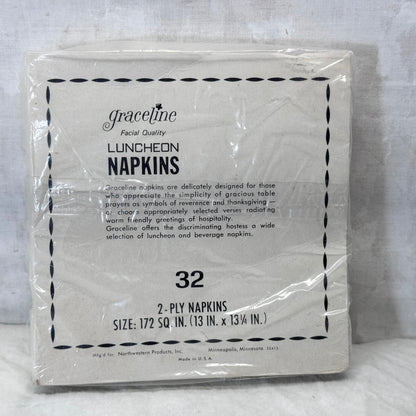 graceline
Facial Quality
LUNCHEON
NAPKINS
Graceline napkins are delicately designed for those
who appreciate the simplicity of gracious table
prayers as symbols of reverence and thanksgiving
or choose appropriately selected verses radiating
warm friendly greetings of hospitality.
Graceline offers the discriminating hostess a wide
selection of luncheon and beverage napkins.
32
2-PLY NAPKINS
SIZE: 172 SQ. IN. (13 IN. x 13¼ IN.)
Mfg'd for: Northwestern Products, Inc. Minneapolis, Minnesota
Made in U.S.A.